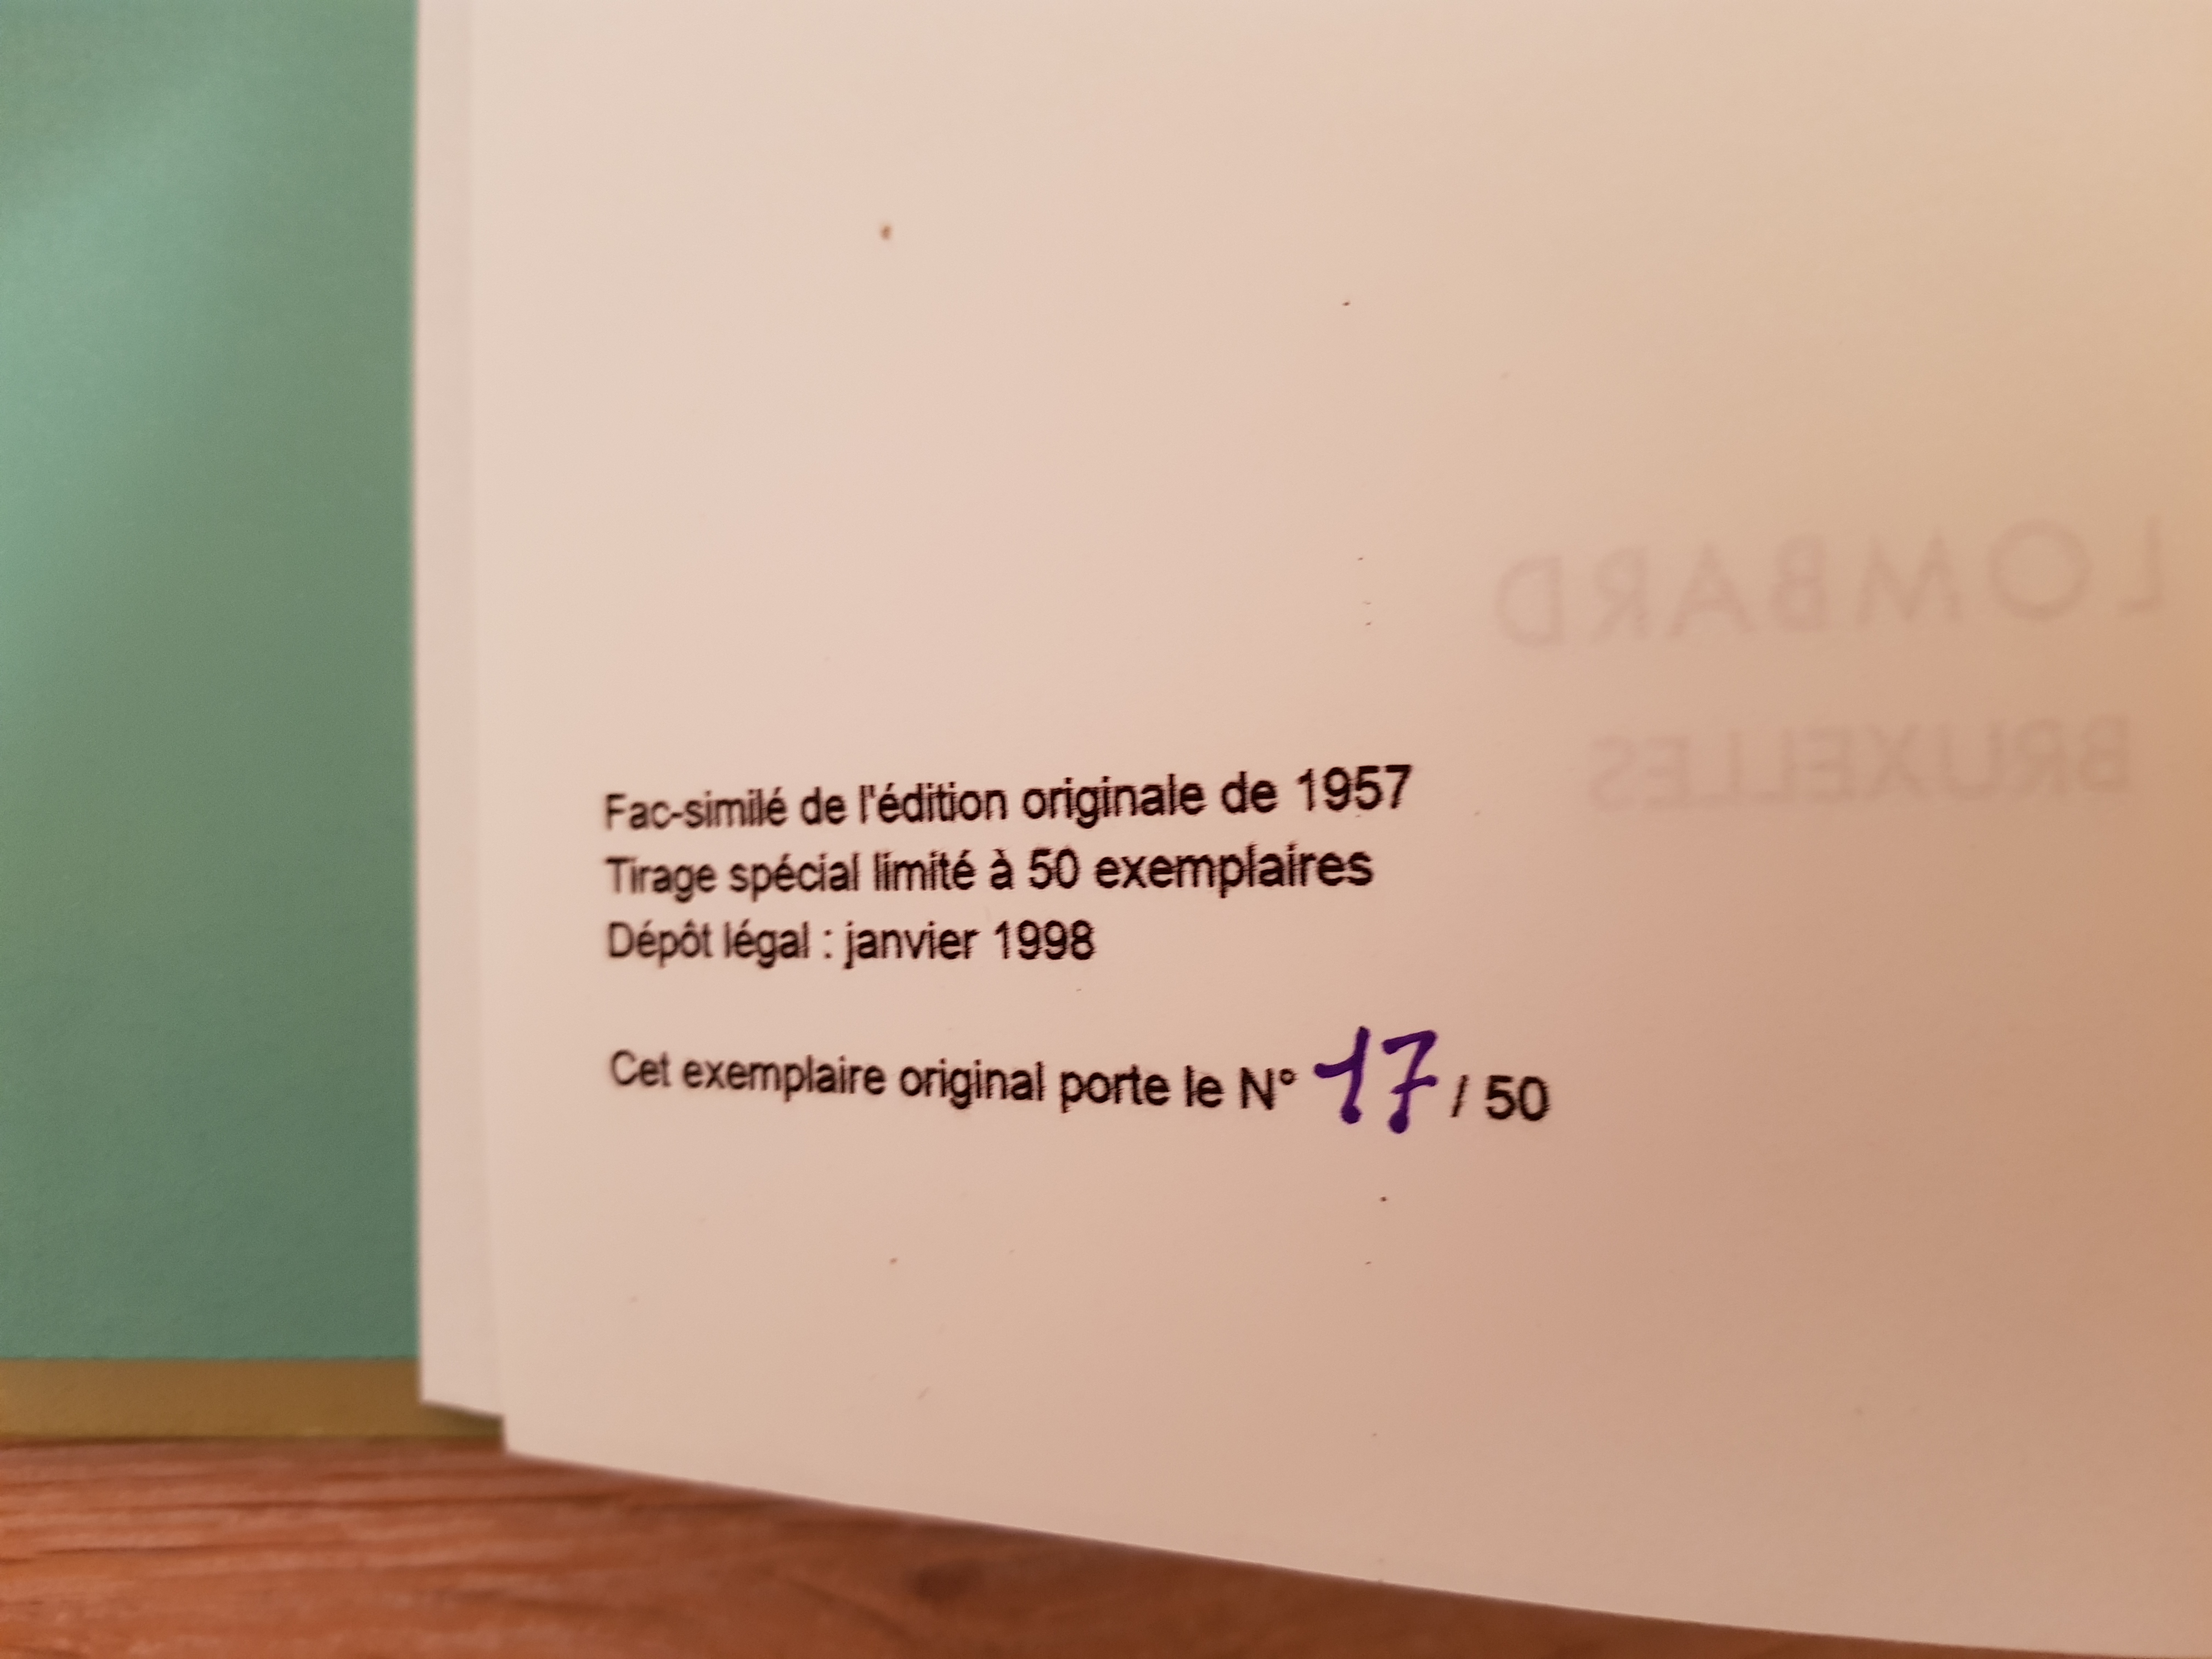 LOMBARD
BRUXELLES
Fac-similé de l'édition originale de 1957
Tirage spécial limité à 50 exemplaires
Dépôt légal : janvier 1998
Cet exemplaire original porte le N° 17 / 50